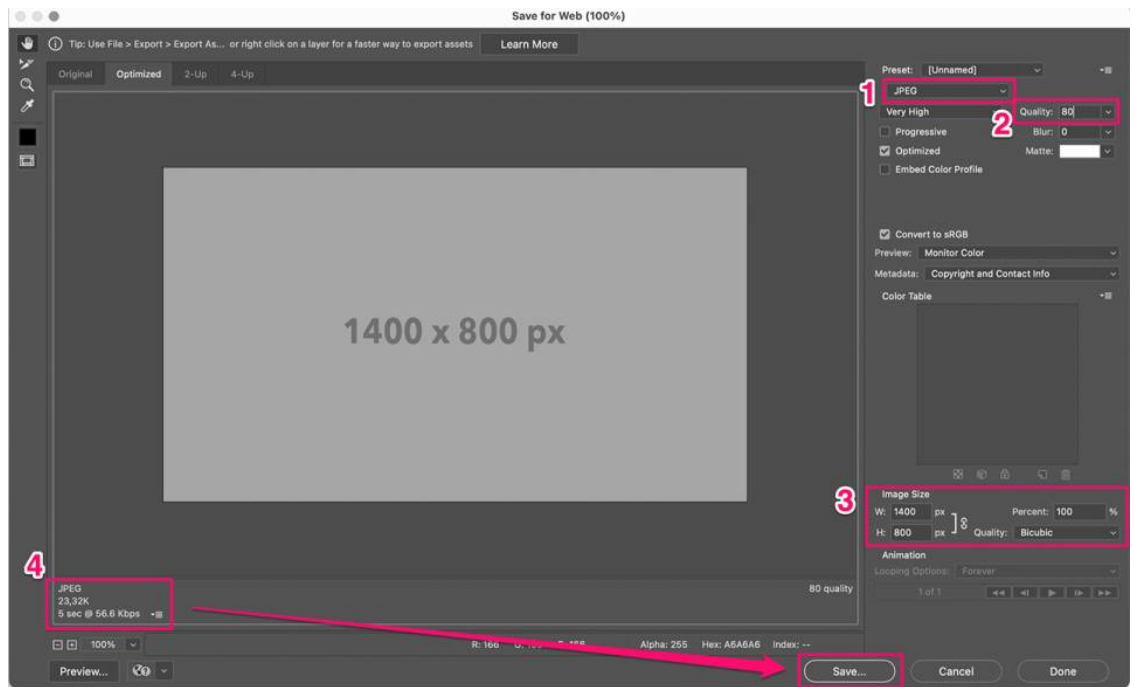 Save for Web (100%)
Tip: Use File > Export > Export As... or right click on a layer for a faster way to export assets
Learn More
Original Optimized 2-Up 4-Up
1400 x 800 px
4
JPEG
23,32K
5 sec @ 56.6 Kbps
80 quality
100%
R: 166
Alpha: 255 Hex: A6A6A6 Index: --
Preview...
Preset: [Unnamed]
1
JPEG
Very High
2
Quality: 80
Progressive
Blur: 0
Optimized
Matte:
Embed Color Profile
Convert to sRGB
Preview: Monitor Color
Metadata: Copyright and Contact Info
Color Table
3
Image Size
W: 1400 px Percent: 100 %
H: 800 px Quality: Bicubic
Animation
Looping Options: Forever
1 of 1
Save... Cancel Done